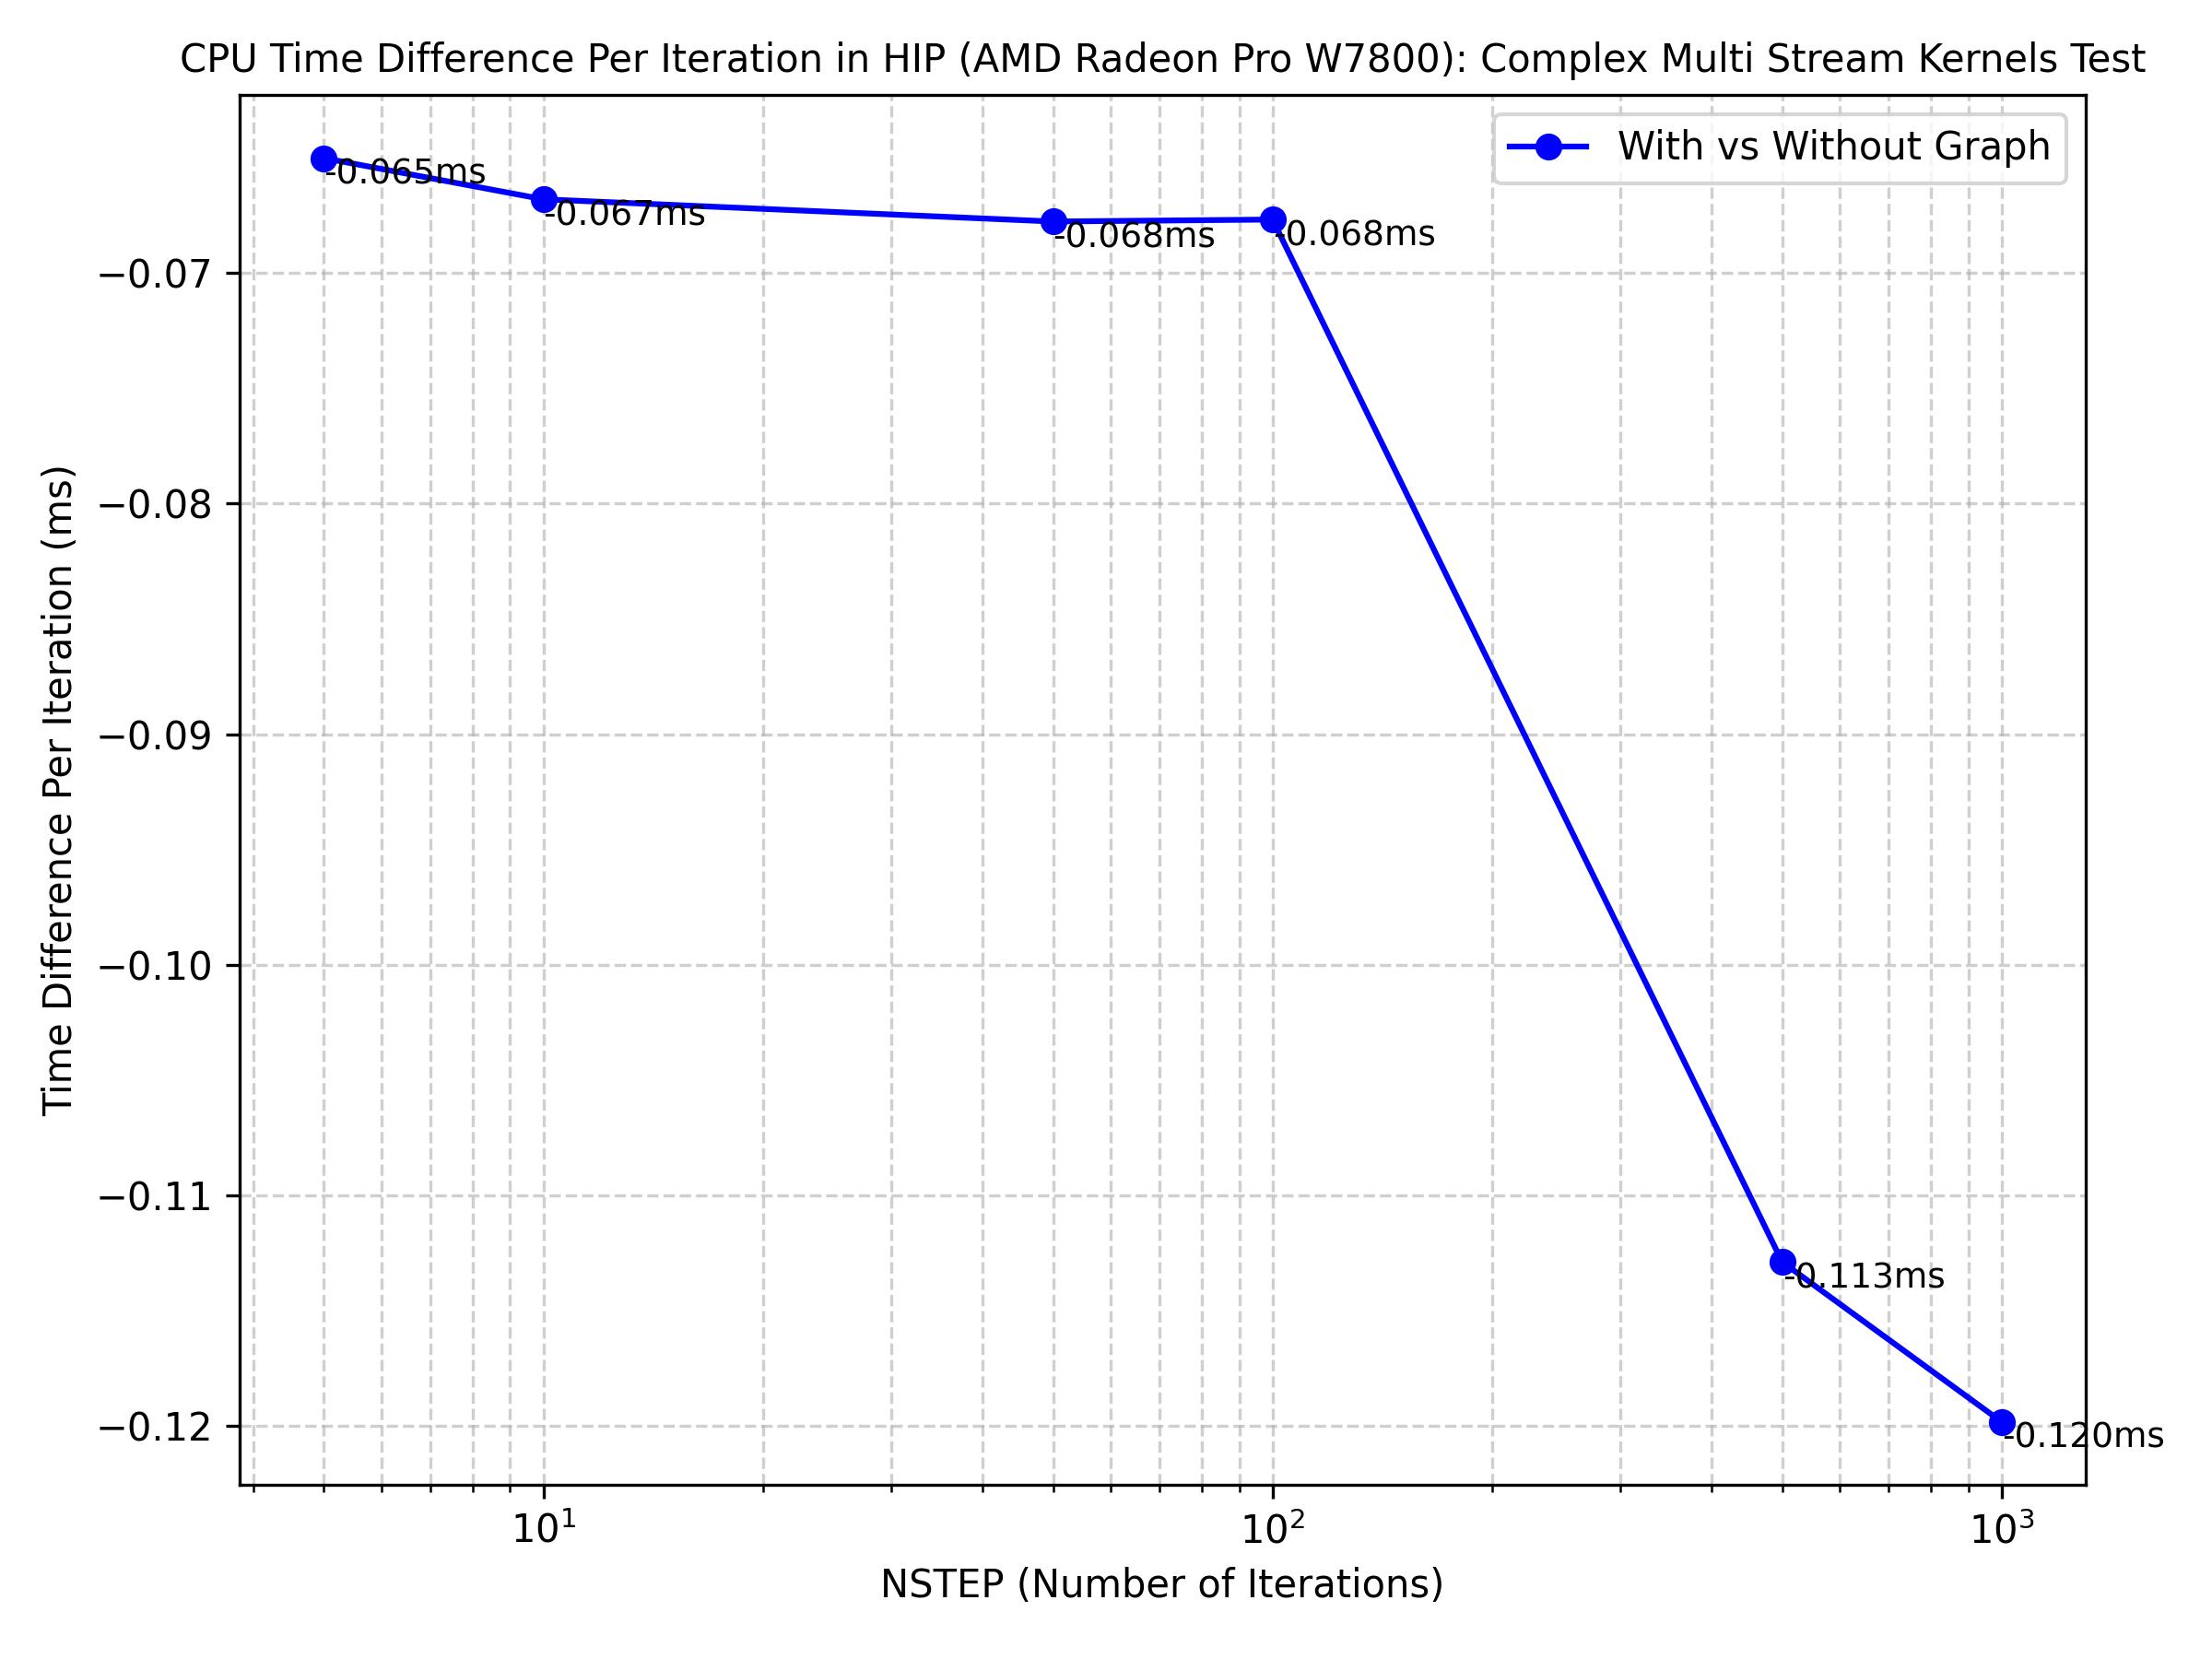 CPU Time Difference Per Iteration in HIP (AMD Radeon Pro W7800): Complex Multi Stream Kernels Test
With vs Without Graph
-0.065ms
-0.067ms
-0.068ms
-0.068ms
-0.113ms
-0.120ms
−0.07
−0.08
−0.09
−0.10
−0.11
−0.12
Time Difference Per Iteration (ms)
10¹
10²
10³
NSTEP (Number of Iterations)